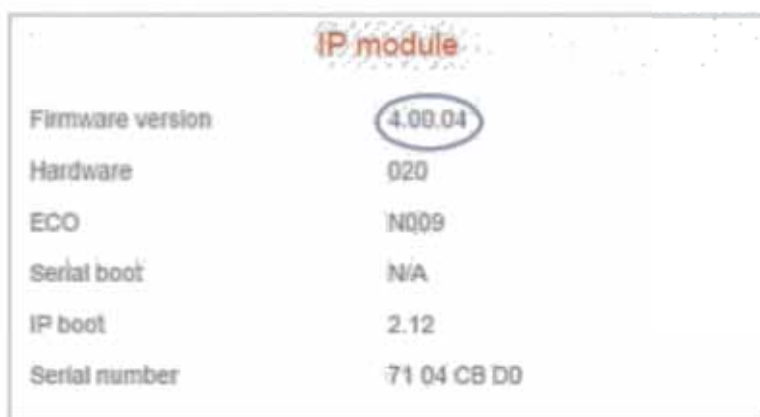 IP module
Firmware version 4.00.04
Hardware 020
ECO N009
Serial boot N/A
IP boot 2.12
Serial number 71 04 CB D0